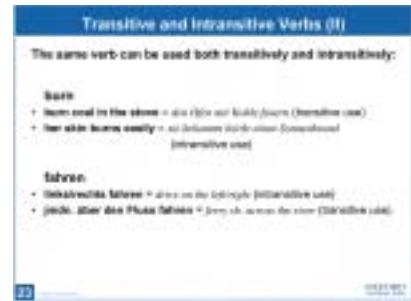 Transitive and Intransitive Verbs (II)
The same verb can be used both transitively and intransitively:
burn
• burn coal in the stove = den Ofen mit Kohle feuern (transitive use)
• her skin burns easily = sie bekommt leicht einen Sonnenbrand
(intransitive use)
fahren
• links/rechts fahren = drive on the left/right (intransitive use)
• jmdn. über den Fluss fahren = ferry sb. across the river (transitive use)
23